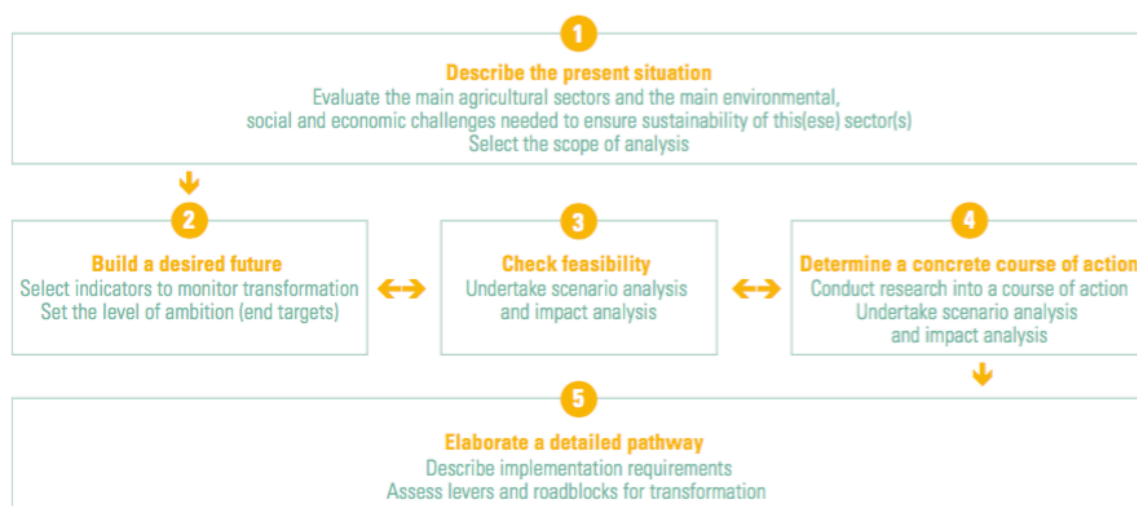 1
Describe the present situation
Evaluate the main agricultural sectors and the main environmental,
social and economic challenges needed to ensure sustainability of this(ese) sector(s)
Select the scope of analysis
2
Build a desired future
Select indicators to monitor transformation
Set the level of ambition (end targets)
3
Check feasibility
Undertake scenario analysis
and impact analysis
4
Determine a concrete course of action
Conduct research into a course of action
Undertake scenario analysis
and impact analysis
5
Elaborate a detailed pathway
Describe implementation requirements
Assess levers and roadblocks for transformation